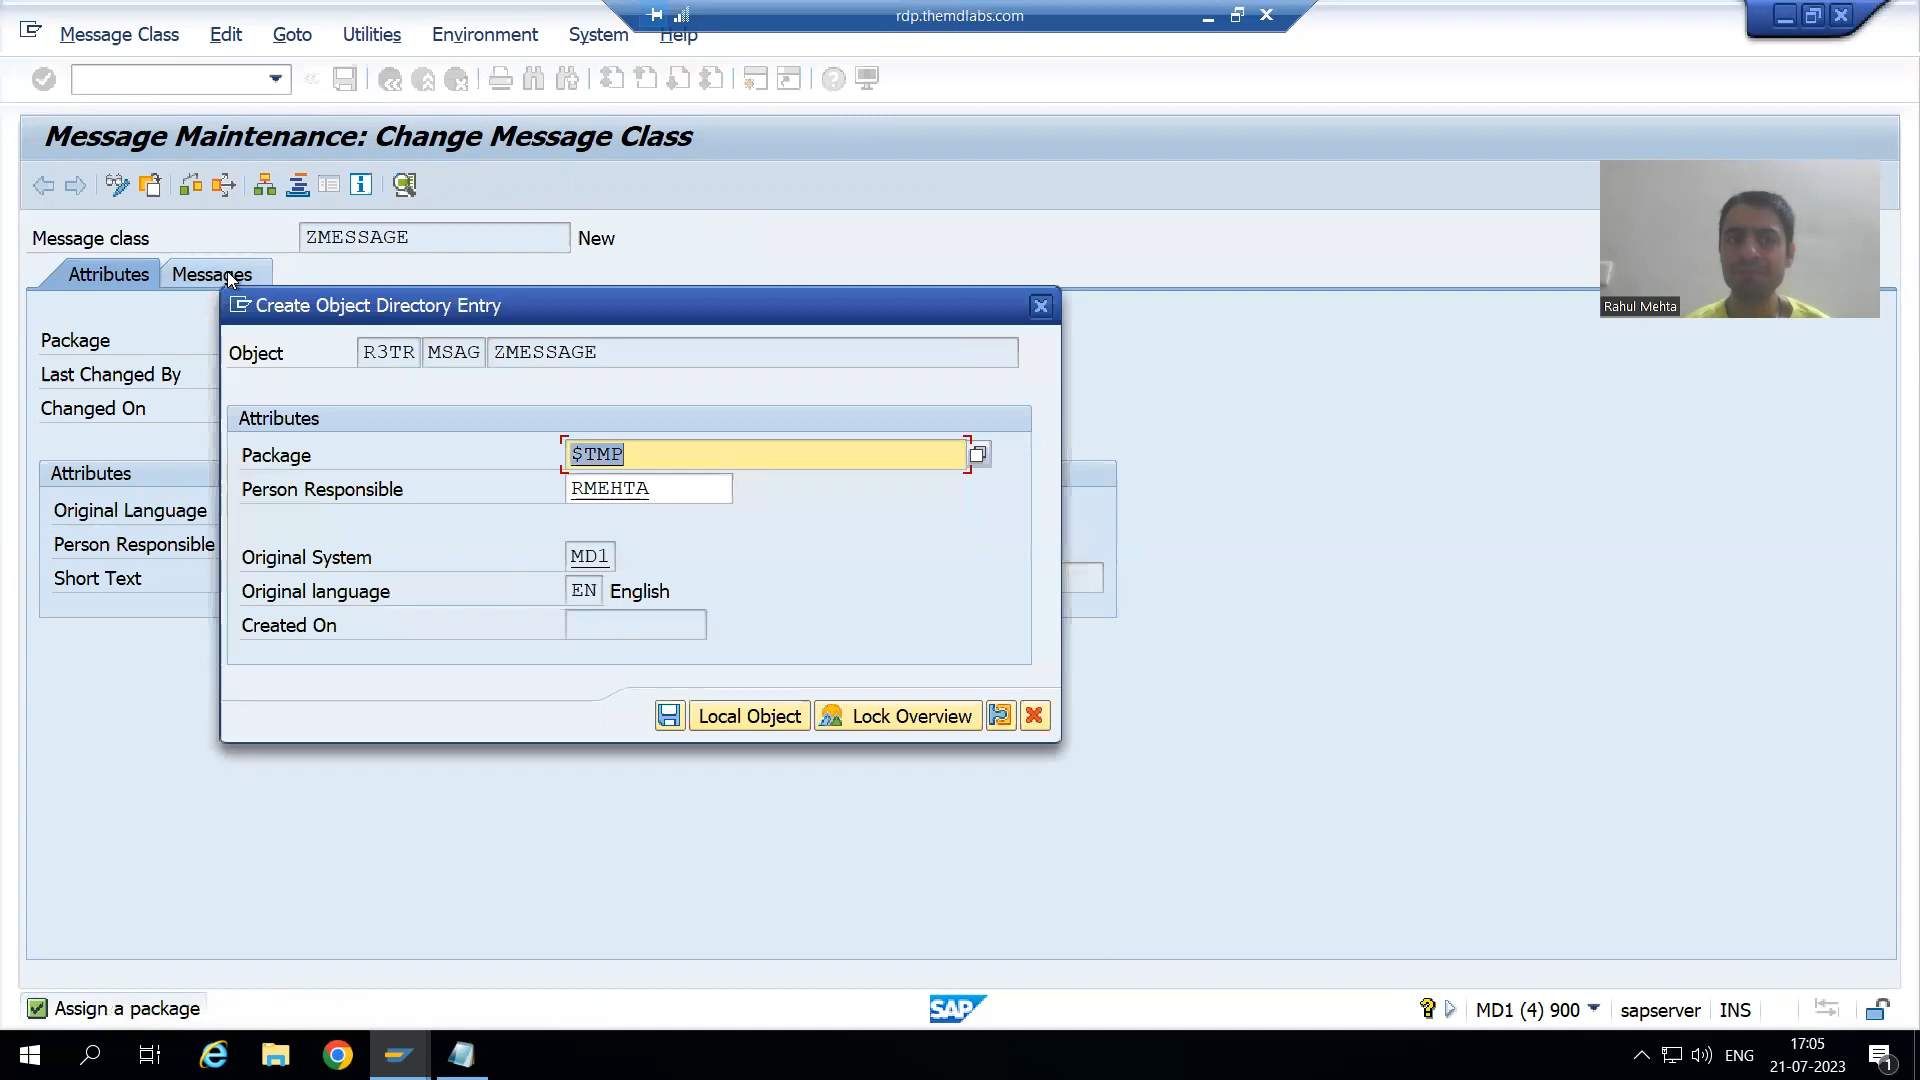 rdp.themdlabs.com
Message Class Edit Goto Utilities Environment System Help
Message Maintenance: Change Message Class
Message class ZMESSAGE New
Attributes Messages
Create Object Directory Entry
Object R3TR MSAG ZMESSAGE
Rahul Mehta
Package
Last Changed By
Changed On
Attributes
Package $TMP
Person Responsible RMEHTA
Attributes
Original Language
Person Responsible
Short Text
Original System MD1
Original language EN English
Created On
Local Object Lock Overview
Assign a package
SAP
MD1 (4) 900 sapserver INS
ENG
17:05
21-07-2023
1